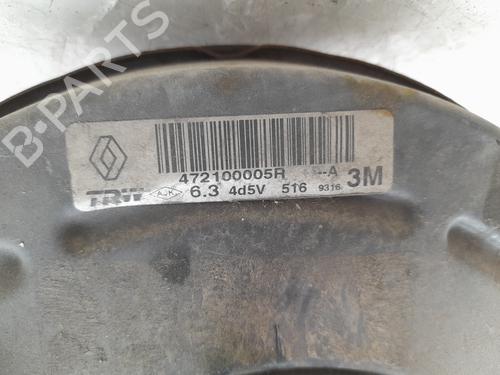 B-PARTS
472100005R --A 3M
TRW A.K. 6.3 4d5V 516 9316